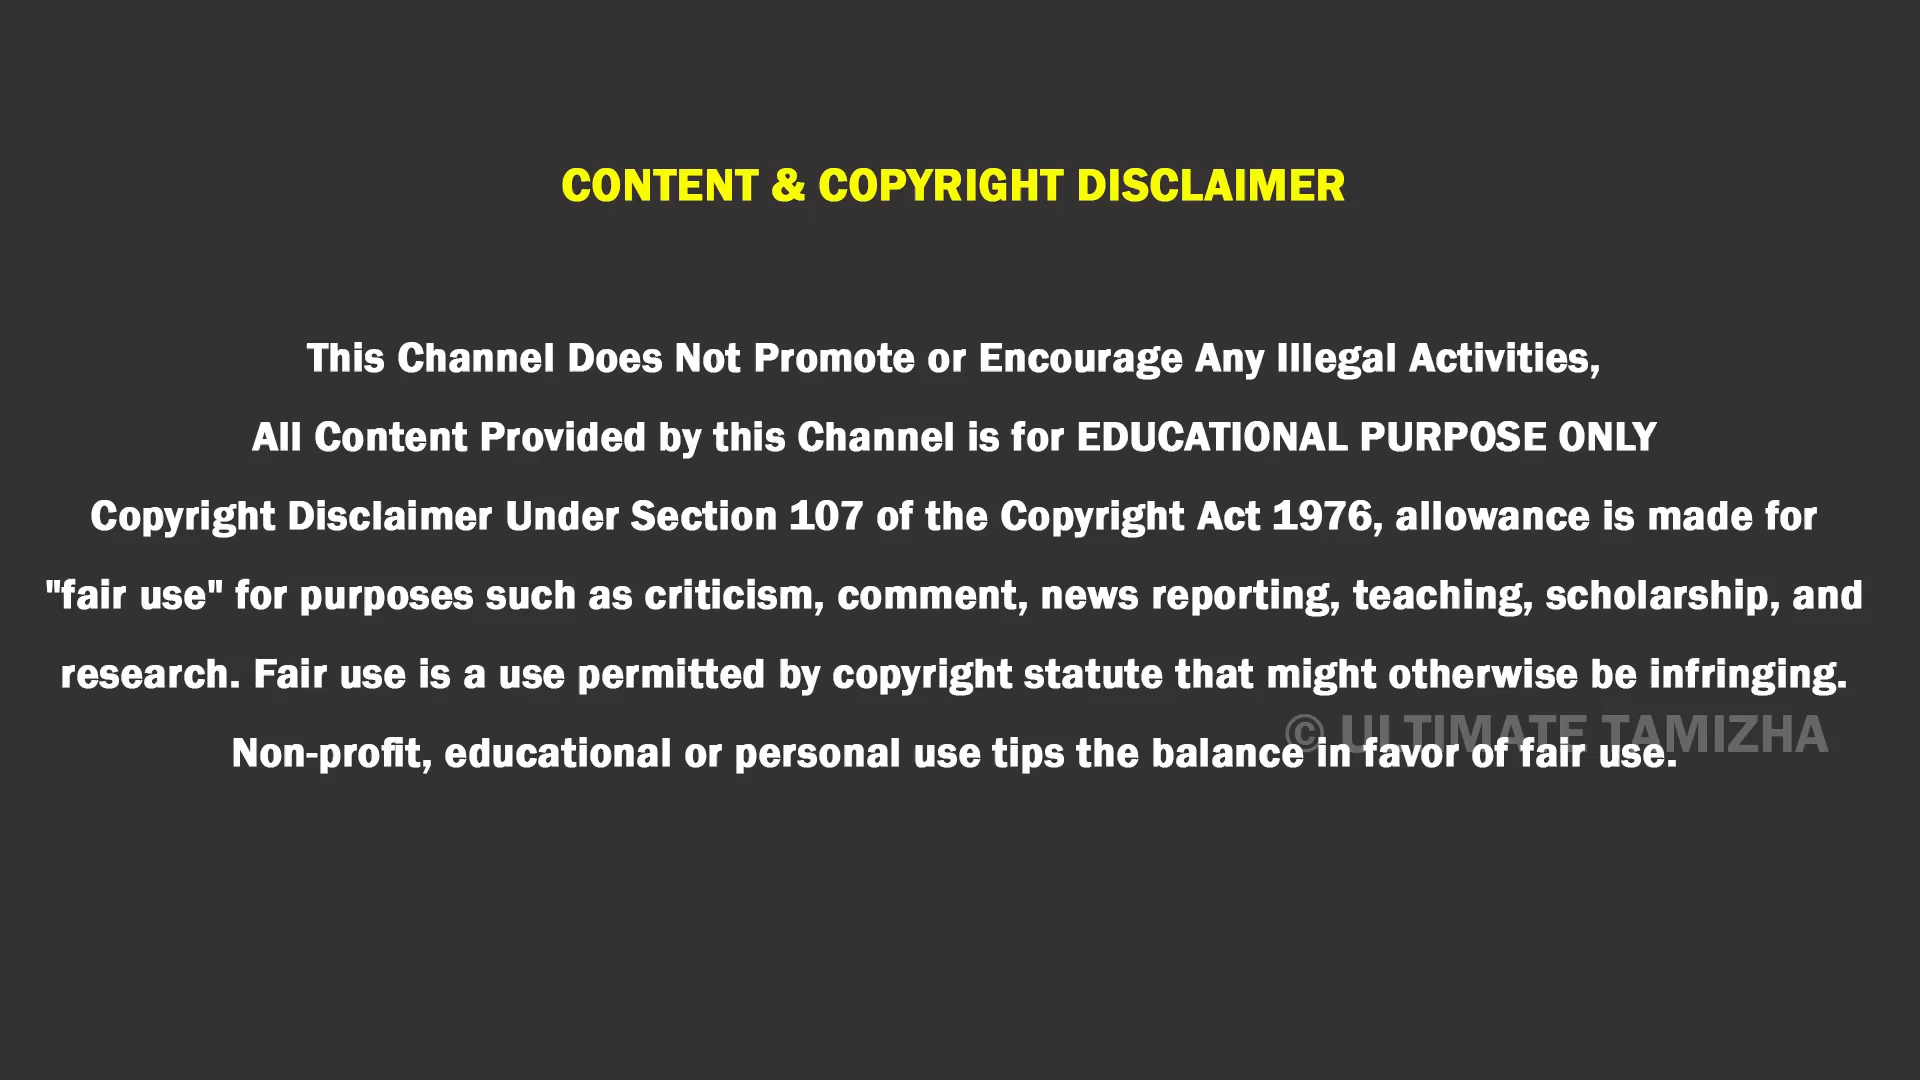 CONTENT & COPYRIGHT DISCLAIMER
This Channel Does Not Promote or Encourage Any Illegal Activities,
All Content Provided by this Channel is for EDUCATIONAL PURPOSE ONLY
Copyright Disclaimer Under Section 107 of the Copyright Act 1976, allowance is made for
"fair use" for purposes such as criticism, comment, news reporting, teaching, scholarship, and
research. Fair use is a use permitted by copyright statute that might otherwise be infringing.
© ULTIMATE TAMIZHA
Non-profit, educational or personal use tips the balance in favor of fair use.